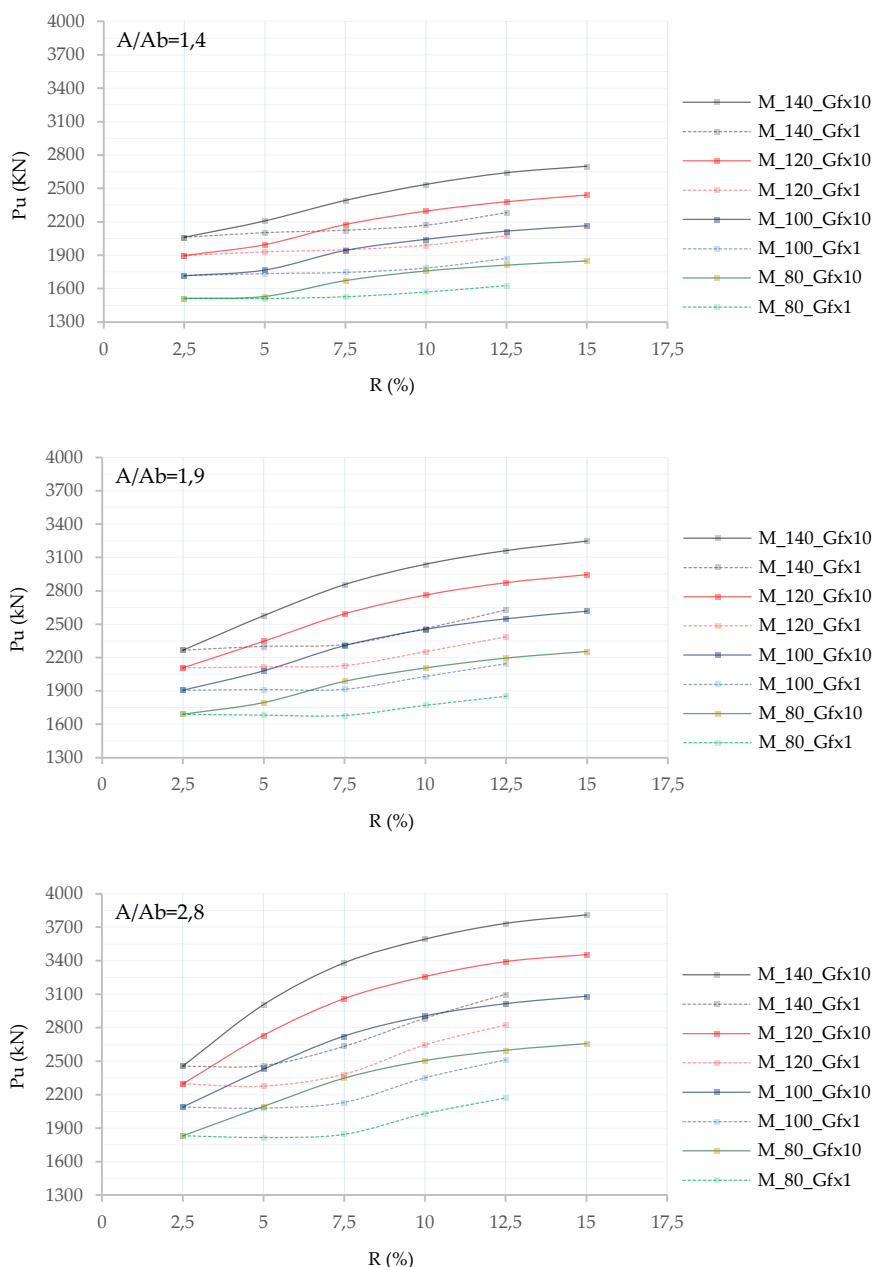 A/Ab=1,4
4000
3700
3400
3100
2800
2500
2200
1900
1600
1300
Pu (KN)
0 2,5 5 7,5 10 12,5 15 17,5
R (%)
M_140_Gfx10
M_140_Gfx1
M_120_Gfx10
M_120_Gfx1
M_100_Gfx10
M_100_Gfx1
M_80_Gfx10
M_80_Gfx1
A/Ab=1,9
4000
3700
3400
3100
2800
2500
2200
1900
1600
1300
Pu (kN)
0 2,5 5 7,5 10 12,5 15 17,5
R (%)
M_140_Gfx10
M_140_Gfx1
M_120_Gfx10
M_120_Gfx1
M_100_Gfx10
M_100_Gfx1
M_80_Gfx10
M_80_Gfx1
A/Ab=2,8
4000
3700
3400
3100
2800
2500
2200
1900
1600
1300
Pu (kN)
0 2,5 5 7,5 10 12,5 15 17,5
R (%)
M_140_Gfx10
M_140_Gfx1
M_120_Gfx10
M_120_Gfx1
M_100_Gfx10
M_100_Gfx1
M_80_Gfx10
M_80_Gfx1